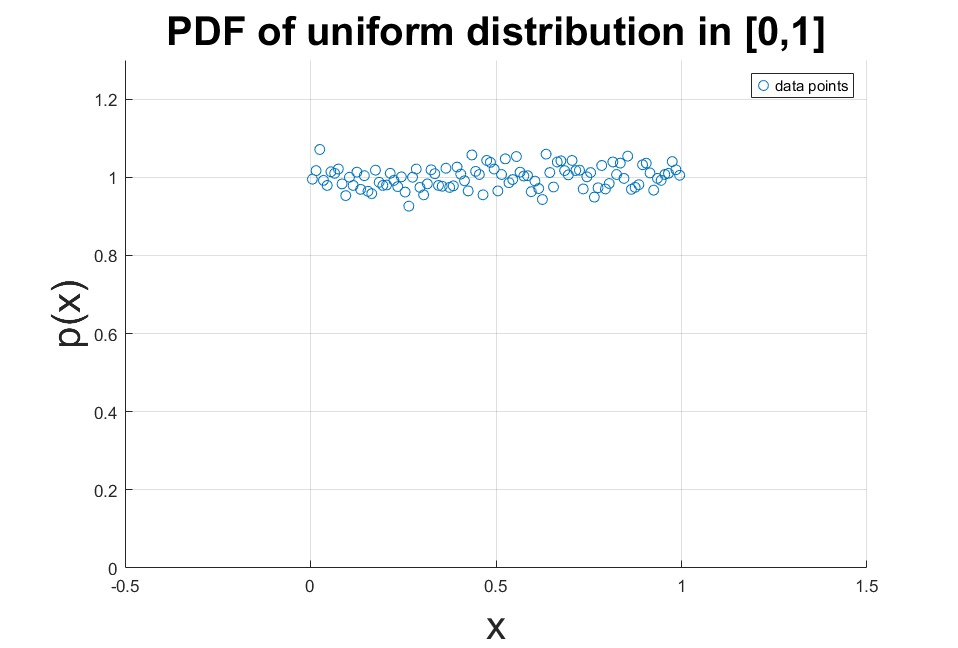 PDF of uniform distribution in [0,1]
data points
1.2
1
0.8
0.6
0.4
0.2
0
p(x)
-0.5 0 0.5 1 1.5
x